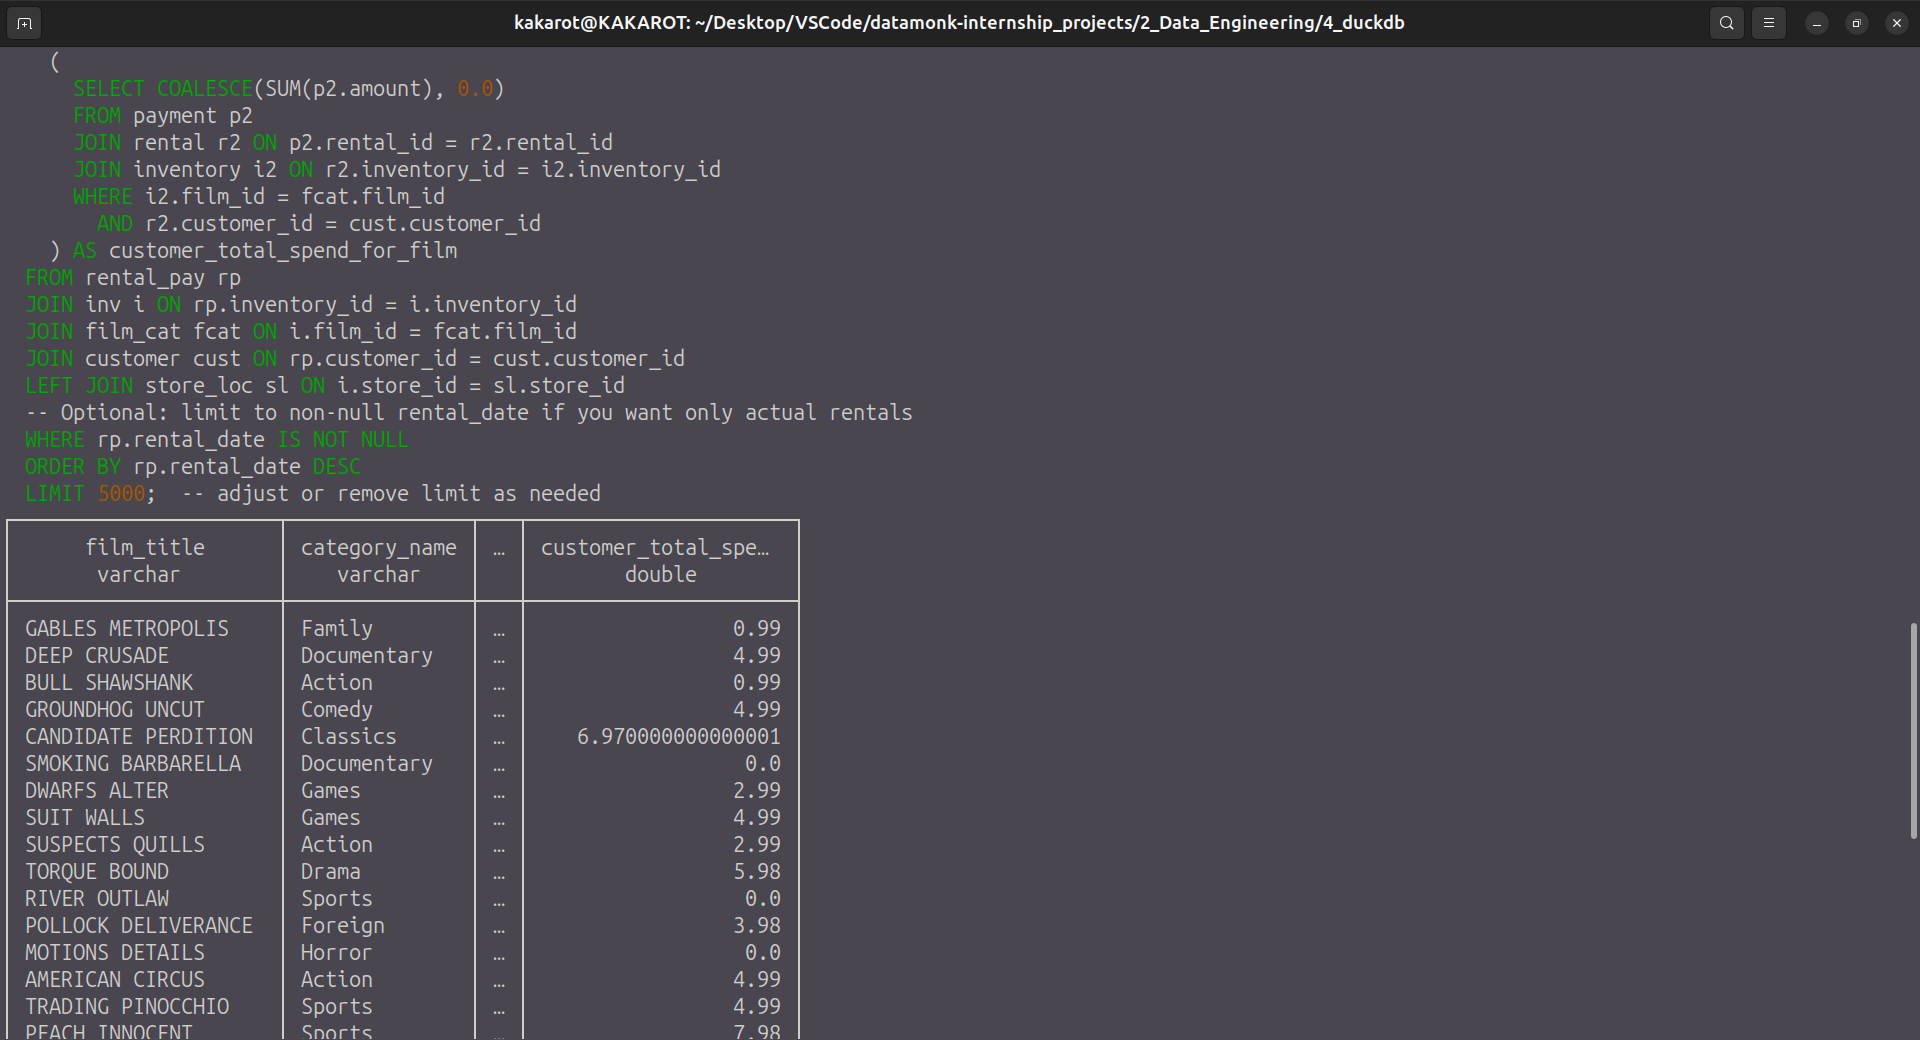 kakarot@KAKAROT: ~/Desktop/VSCode/datamonk-internship_projects/2_Data_Engineering/4_duckdb
(
SELECT COALESCE(SUM(p2.amount), 0.0)
FROM payment p2
JOIN rental r2 ON p2.rental_id = r2.rental_id
JOIN inventory i2 ON r2.inventory_id = i2.inventory_id
WHERE i2.film_id = fcat.film_id
AND r2.customer_id = cust.customer_id
) AS customer_total_spend_for_film
FROM rental_pay rp
JOIN inv i ON rp.inventory_id = i.inventory_id
JOIN film_cat fcat ON i.film_id = fcat.film_id
JOIN customer cust ON rp.customer_id = cust.customer_id
LEFT JOIN store_loc sl ON i.store_id = sl.store_id
-- Optional: limit to non-null rental_date if you want only actual rentals
WHERE rp.rental_date IS NOT NULL
ORDER BY rp.rental_date DESC
LIMIT 5000;  -- adjust or remove limit as needed
film_title category_name … customer_total_spe…
varchar varchar double
GABLES METROPOLIS Family … 0.99
DEEP CRUSADE Documentary … 4.99
BULL SHAWSHANK Action … 0.99
GROUNDHOG UNCUT Comedy … 4.99
CANDIDATE PERDITION Classics … 6.970000000000001
SMOKING BARBARELLA Documentary … 0.0
DWARFS ALTER Games … 2.99
SUIT WALLS Games … 4.99
SUSPECTS QUILLS Action … 2.99
TORQUE BOUND Drama … 5.98
RIVER OUTLAW Sports … 0.0
POLLOCK DELIVERANCE Foreign … 3.98
MOTIONS DETAILS Horror … 0.0
AMERICAN CIRCUS Action … 4.99
TRADING PINOCCHIO Sports … 4.99
PEACH INNOCENT Sports … 7.98